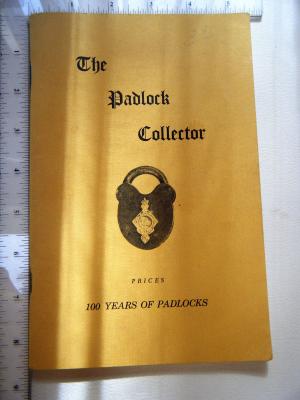 The
Padlock
Collector
PRICES
100 YEARS OF PADLOCKS